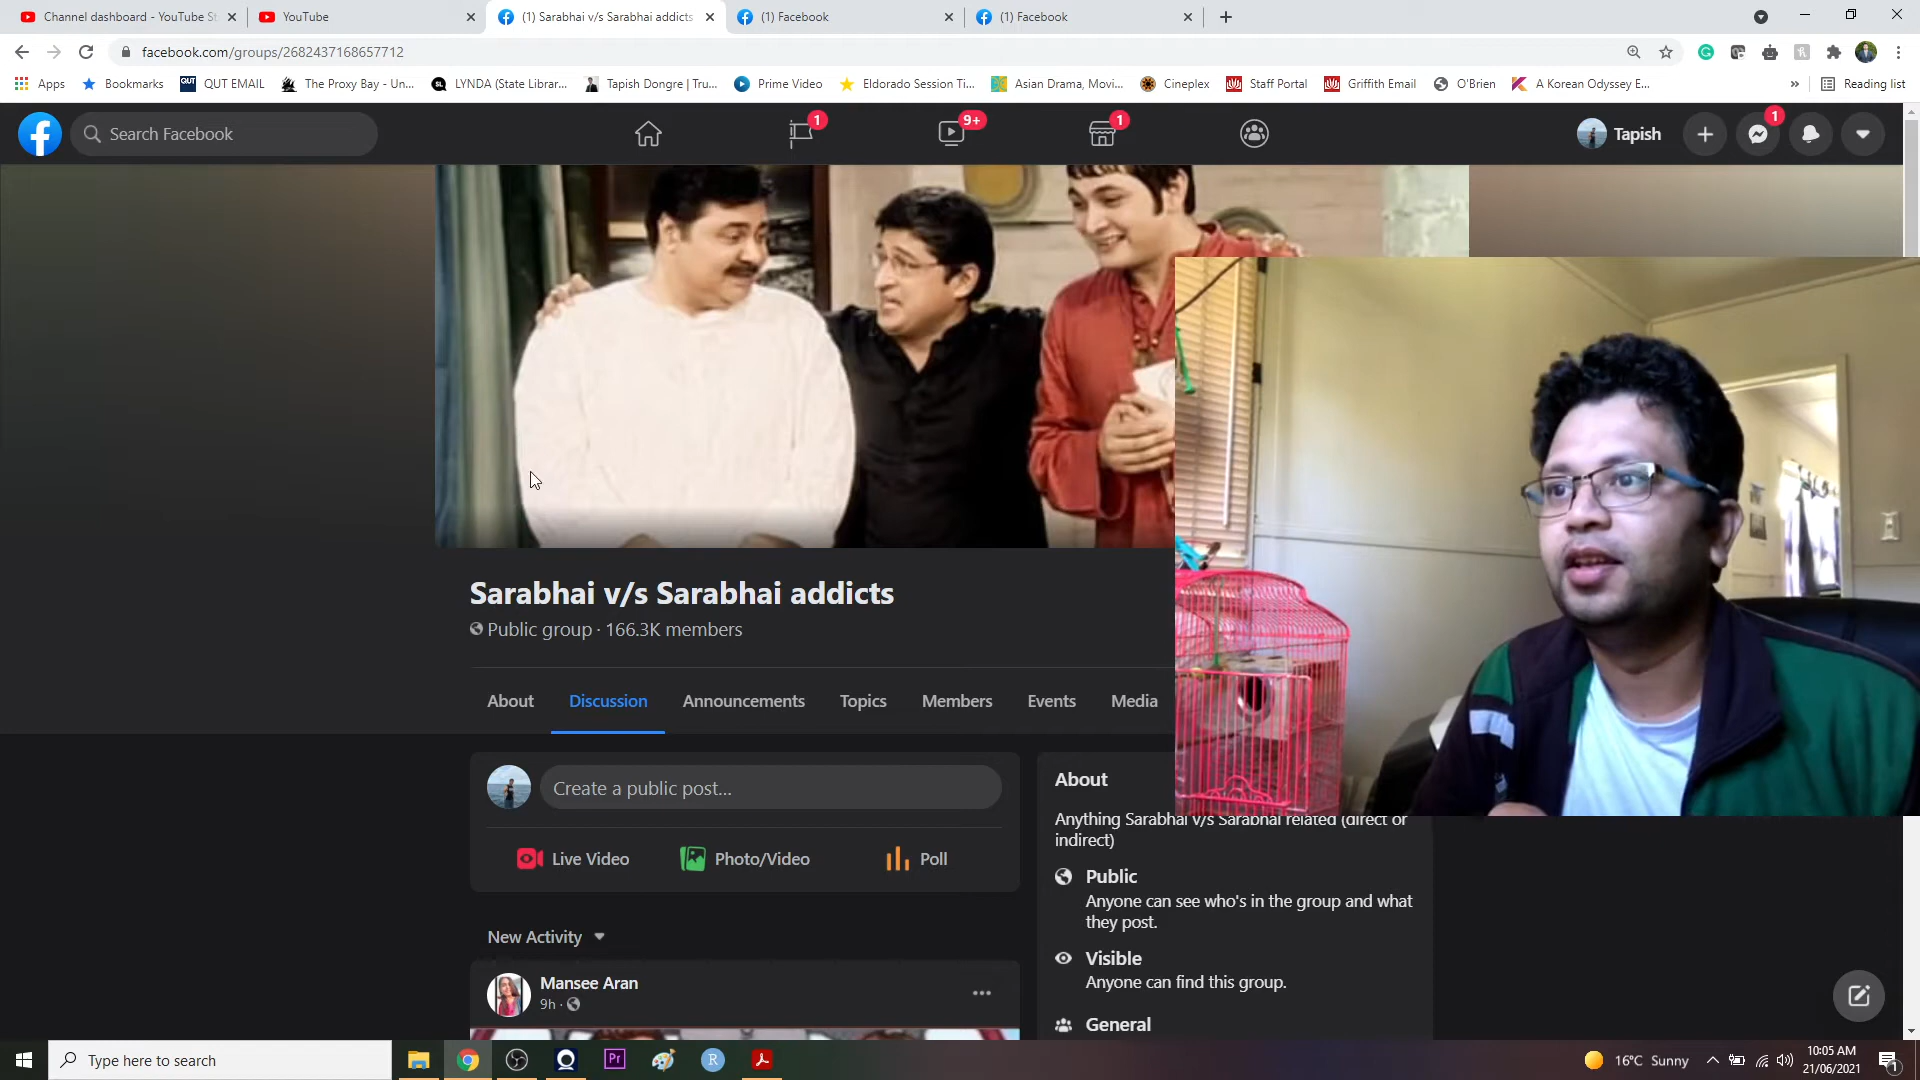 Channel dashboard - YouTube St
YouTube
(1) Sarabhai v/s Sarabhai addicts
(1) Facebook
(1) Facebook
facebook.com/groups/2682437168657712
Apps
Bookmarks
QUT
QUT EMAIL
The Proxy Bay - Un...
SL
LYNDA (State Librar...
Tapish Dongre | Tru...
Prime Video
Eldorado Session Ti...
Asian Drama, Movi...
Cineplex
Staff Portal
Griffith Email
O'Brien
A Korean Odyssey E...
»
Reading list
Search Facebook
1
9+
1
Tapish
1
Sarabhai v/s Sarabhai addicts
Public group · 166.3K members
About
Discussion
Announcements
Topics
Members
Events
Media
Create a public post...
Live Video
Photo/Video
Poll
New Activity
Mansee Aran
9h ·
About
Anything Sarabhai v/s Sarabhai related (direct or
indirect)
Public
Anyone can see who's in the group and what
they post.
Visible
Anyone can find this group.
General
Type here to search
Pr
R
16°C Sunny
10:05 AM
21/06/2021
1